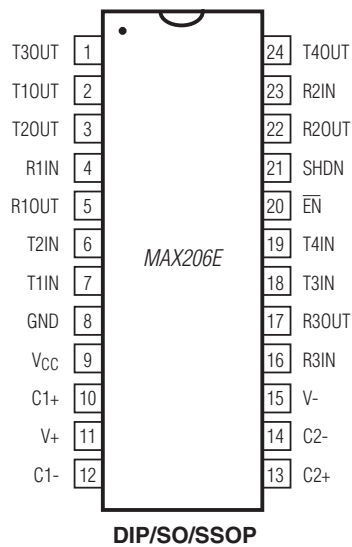 T3OUT 1 24 T4OUT
T1OUT 2 23 R2IN
T2OUT 3 22 R2OUT
R1IN 4 21 SHDN
R1OUT 5 20 E̅N̅
T2IN 6 19 T4IN
MAX206E
T1IN 7 18 T3IN
GND 8 17 R3OUT
VCC 9 16 R3IN
C1+ 10 15 V-
V+ 11 14 C2-
C1- 12 13 C2+
DIP/SO/SSOP